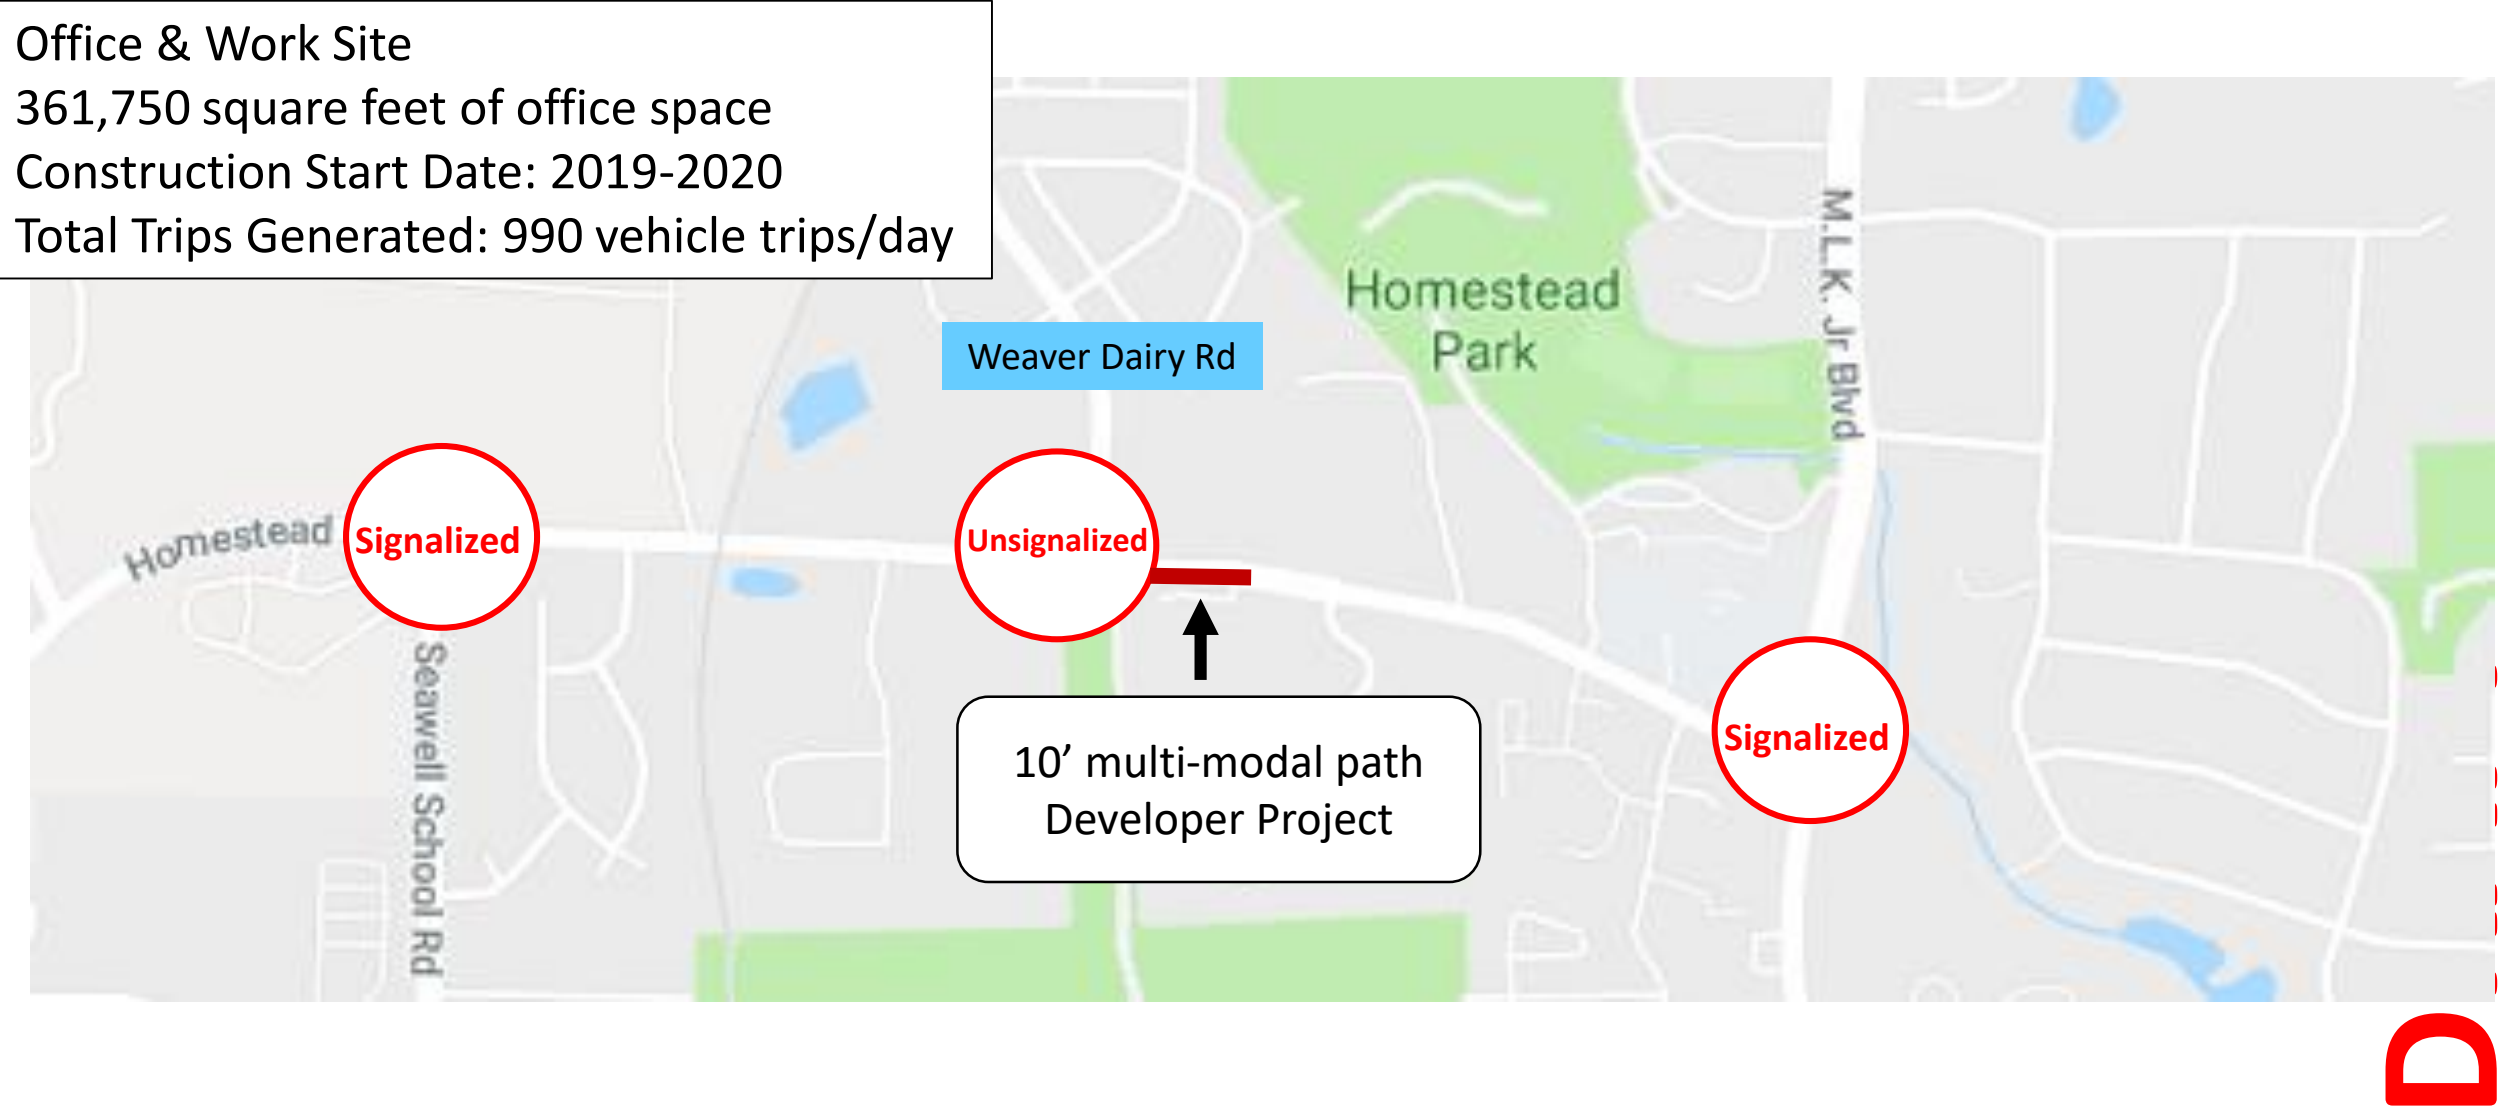 Office & Work Site
361,750 square feet of office space
Construction Start Date: 2019-2020
Total Trips Generated: 990 vehicle trips/day
Homestead
Park
M.L.K. Jr Blvd
Weaver Dairy Rd
Homestead
Signalized
Unsignalized
Seawell School Rd
Signalized
10’ multi-modal path
Developer Project
D